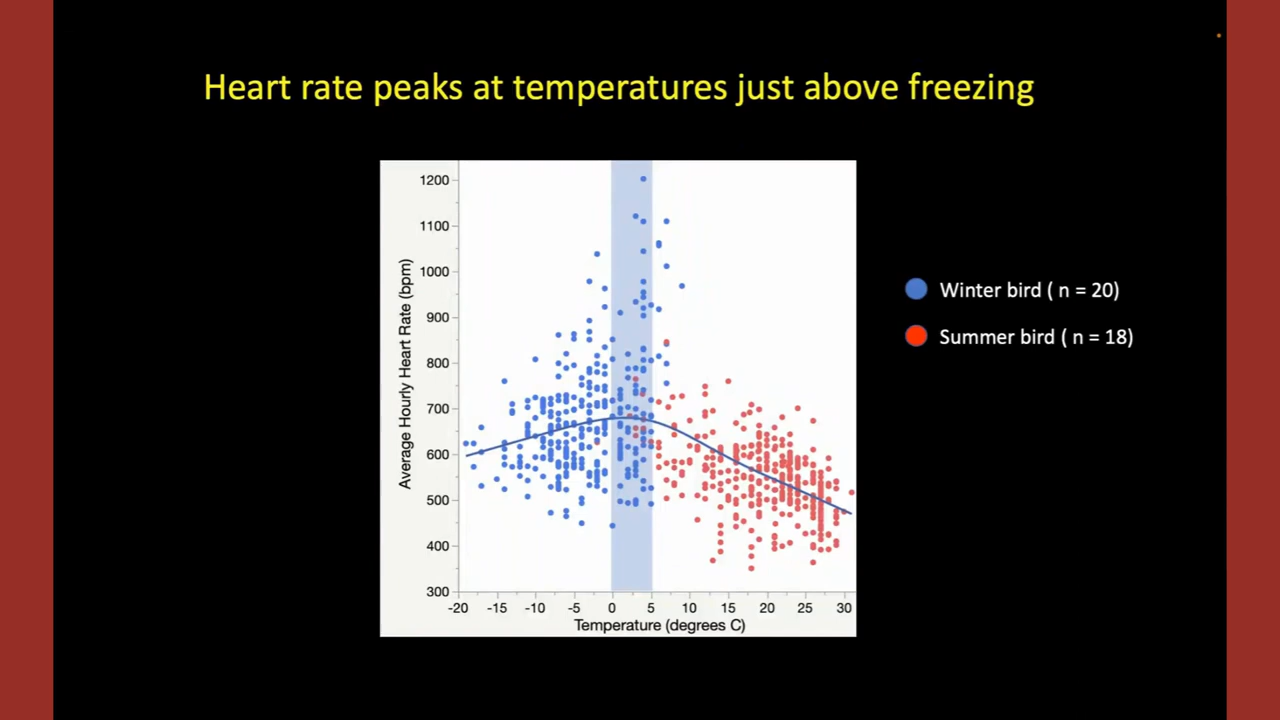 Heart rate peaks at temperatures just above freezing
1200
1100
1000
900
800
700
600
500
400
300
Average Hourly Heart Rate (bpm)
-20 -15 -10 -5 0 5 10 15 20 25 30
Temperature (degrees C)
Winter bird ( n = 20)
Summer bird ( n = 18)